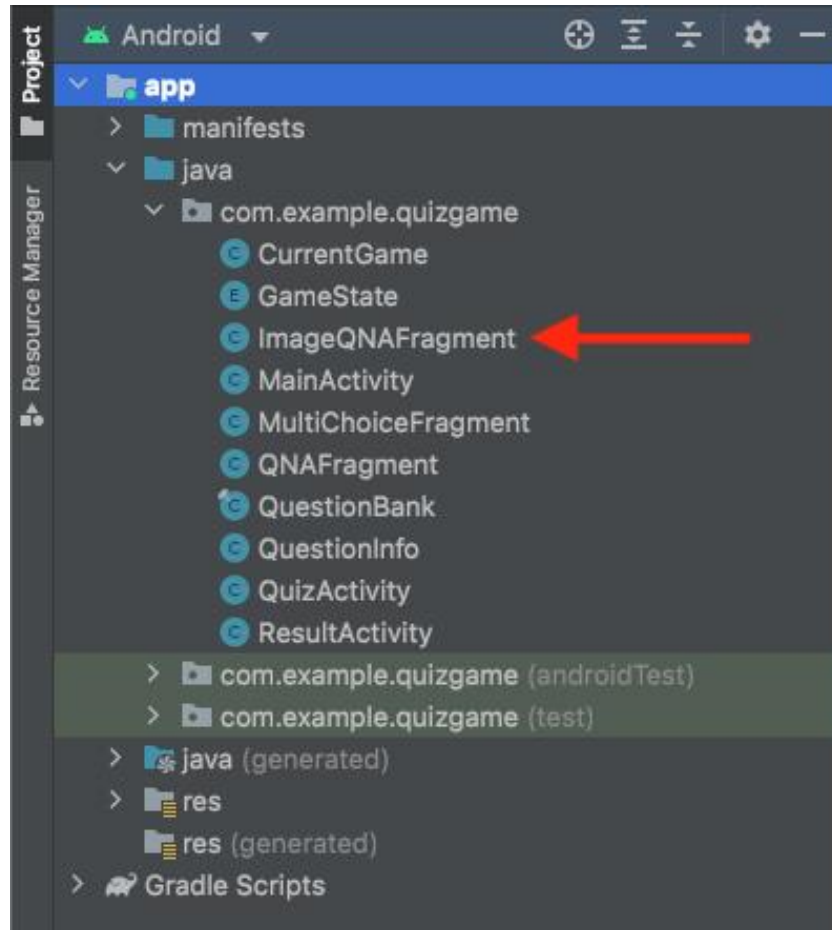 Project
Resource Manager
Android
app
manifests
java
com.example.quizgame
C CurrentGame
E GameState
C ImageQNAFragment
C MainActivity
C MultiChoiceFragment
C QNAFragment
C QuestionBank
C QuestionInfo
C QuizActivity
C ResultActivity
com.example.quizgame (androidTest)
com.example.quizgame (test)
java (generated)
res
res (generated)
Gradle Scripts